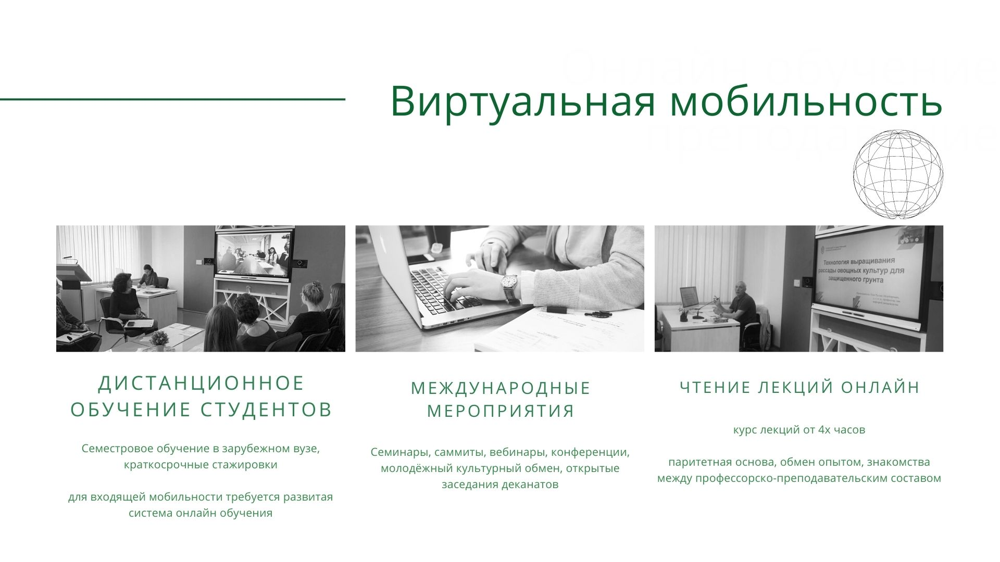 Виртуальная мобильность
Технология выращивания
рассады овощных культур для
защищенного грунта
ДИСТАНЦИОННОЕ
ОБУЧЕНИЕ СТУДЕНТОВ
Семестровое обучение в зарубежном вузе,
краткосрочные стажировки
для входящей мобильности требуется развитая
система онлайн обучения
МЕЖДУНАРОДНЫЕ
МЕРОПРИЯТИЯ
Семинары, саммиты, вебинары, конференции,
молодёжный культурный обмен, открытые
заседания деканатов
ЧТЕНИЕ ЛЕКЦИЙ ОНЛАЙН
курс лекций от 4х часов
паритетная основа, обмен опытом, знакомства
между профессорско-преподавательским составом